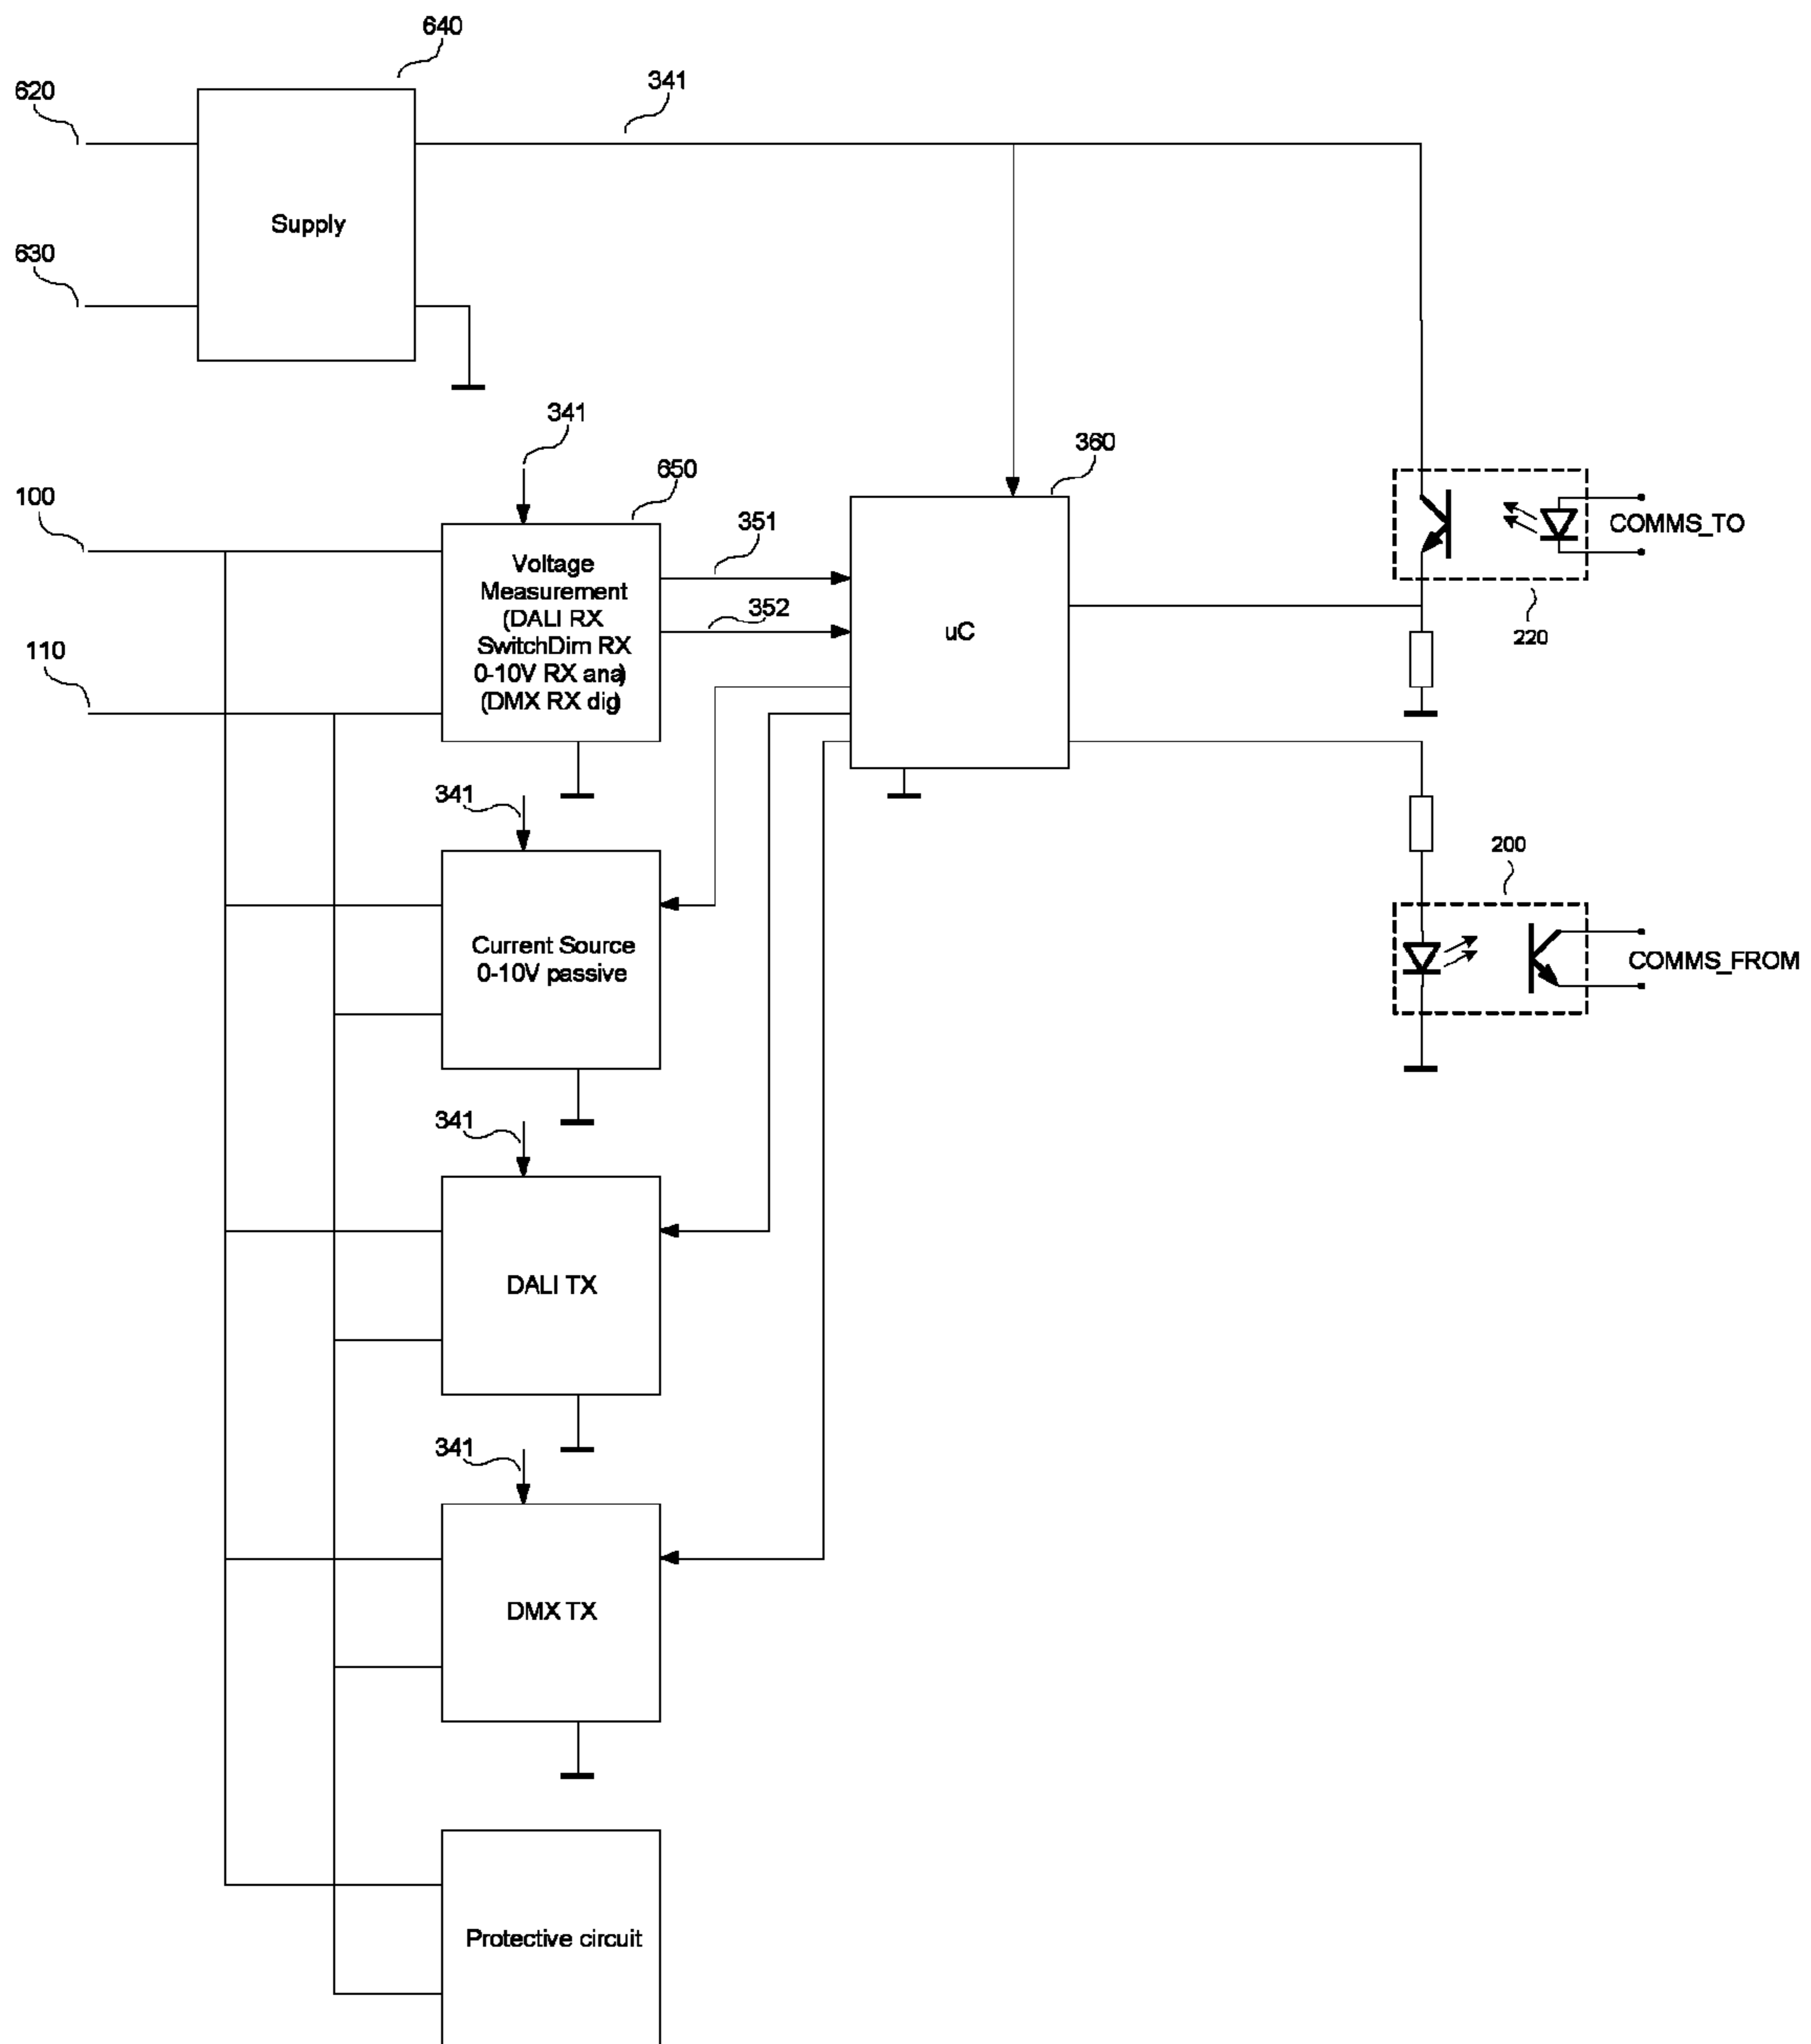 640
620
341
Supply
630
341
360
650
100
351
COMMS_TO
Voltage
Measurement
(DALI RX
SwitchDim RX
0-10V RX ana)
(DMX RX dig)
352
uC
220
110
341
200
Current Source
0-10V passive
COMMS_FROM
341
DALI TX
341
DMX TX
Protective circuit